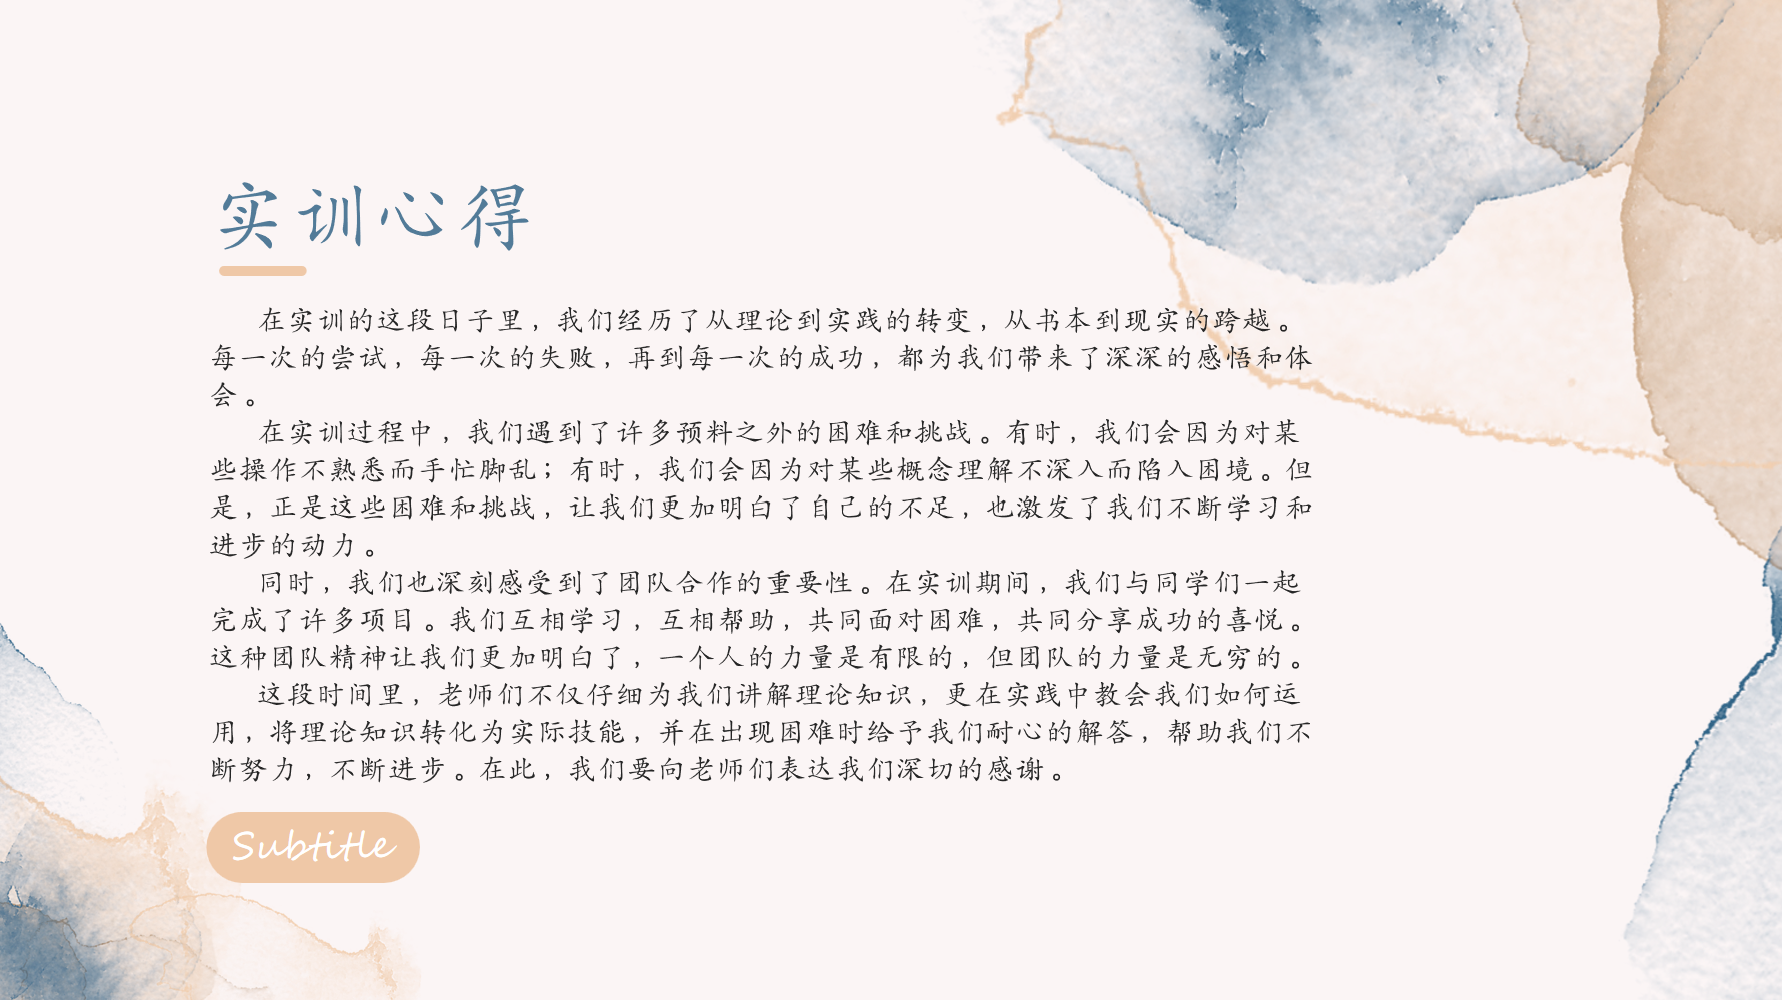 实训心得
在实训的这段日子里，我们经历了从理论到实践的转变，从书本到现实的跨越。
每一次的尝试，每一次的失败，再到每一次的成功，都为我们带来了深深的感悟和体
会。
在实训过程中，我们遇到了许多预料之外的困难和挑战。有时，我们会因为对某
些操作不熟悉而手忙脚乱；有时，我们会因为对某些概念理解不深入而陷入困境。但
是，正是这些困难和挑战，让我们更加明白了自己的不足，也激发了我们不断学习和
进步的动力。
同时，我们也深刻感受到了团队合作的重要性。在实训期间，我们与同学们一起
完成了许多项目。我们互相学习，互相帮助，共同面对困难，共同分享成功的喜悦。
这种团队精神让我们更加明白了，一个人的力量是有限的，但团队的力量是无穷的。
这段时间里，老师们不仅仔细为我们讲解理论知识，更在实践中教会我们如何运
用，将理论知识转化为实际技能，并在出现困难时给予我们耐心的解答，帮助我们不
断努力，不断进步。在此，我们要向老师们表达我们深切的感谢。
Subtitle